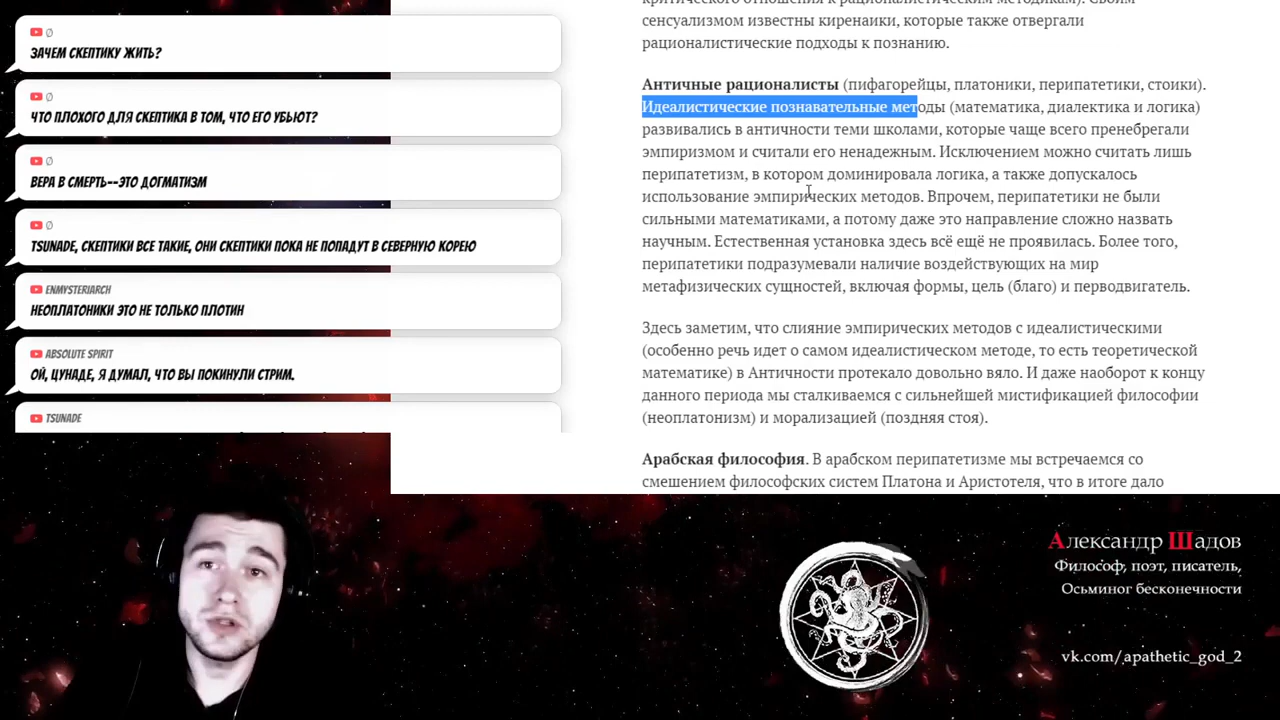 Ø
ЗАЧЕМ СКЕПТИКУ ЖИТЬ?
Ø
ЧТО ПЛОХОГО ДЛЯ СКЕПТИКА В ТОМ, ЧТО ЕГО УБЬЮТ?
Ø
ВЕРА В СМЕРТЬ--ЭТО ДОГМАТИЗМ
Ø
TSUNADE, СКЕПТИКИ ВСЕ ТАКИЕ, ОНИ СКЕПТИКИ ПОКА НЕ ПОПАДУТ В СЕВЕРНУЮ КОРЕЮ
ENMYSTERIARCH
НЕОПЛАТОНИКИ ЭТО НЕ ТОЛЬКО ПЛОТИН
ABSOLUTE SPIRIT
ОЙ, ЦУНАДЕ, Я ДУМАЛ, ЧТО ВЫ ПОКИНУЛИ СТРИМ.
TSUNADE
критического отношения к рационалистическим методикам). Своим
сенсуализмом известны киренаики, которые также отвергали
рационалистические подходы к познанию.
Античные рационалисты (пифагорейцы, платоники, перипатетики, стоики).
Идеалистические познавательные методы (математика, диалектика и логика)
развивались в античности теми школами, которые чаще всего пренебрегали
эмпиризмом и считали его ненадежным. Исключением можно считать лишь
перипатетизм, в котором доминировала логика, а также допускалось
использование эмпирических методов. Впрочем, перипатетики не были
сильными математиками, а потому даже это направление сложно назвать
научным. Естественная установка здесь всё ещё не проявилась. Более того,
перипатетики подразумевали наличие воздействующих на мир
метафизических сущностей, включая формы, цель (благо) и перводвигатель.
Здесь заметим, что слияние эмпирических методов с идеалистическими
(особенно речь идет о самом идеалистическом методе, то есть теоретической
математике) в Античности протекало довольно вяло. И даже наоборот к концу
данного периода мы сталкиваемся с сильнейшей мистификацией философии
(неоплатонизм) и морализацией (поздняя стоя).
Арабская философия. В арабском перипатетизме мы встречаемся со
смешением философских систем Платона и Аристотеля, что в итоге дало
Александр Шадов
Философ, поэт, писатель,
Осьминог бесконечности
vk.com/apathetic_god_2